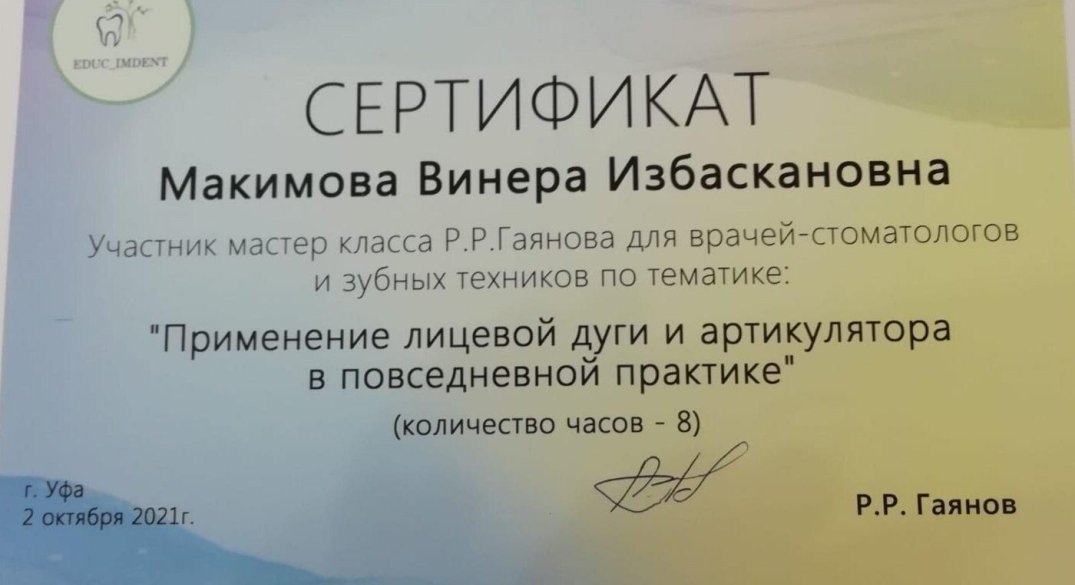 EDUC_IMDENT
СЕРТИФИКАТ
Макимова Винера Избаскановна
Участник мастер класса Р.Р.Гаянова для врачей-стоматологов
и зубных техников по тематике:
"Применение лицевой дуги и артикулятора
в повседневной практике"
(количество часов - 8)
г. Уфа
2 октября 2021г.
Р.Р. Гаянов